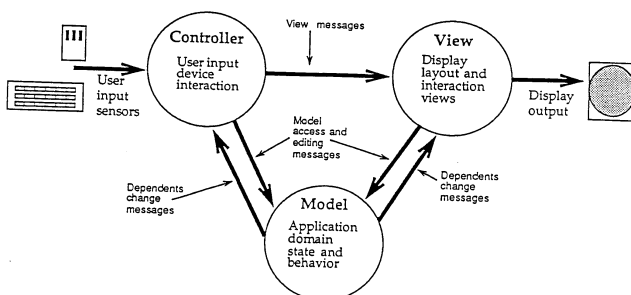 View messages
Controller
User input
device
interaction
View
Display
layout and
interaction
views
User
input
sensors
Display
output
Model
access and
editing
messages
Dependents
change
messages
Dependents
change
messages
Model
Application
domain
state and
behavior